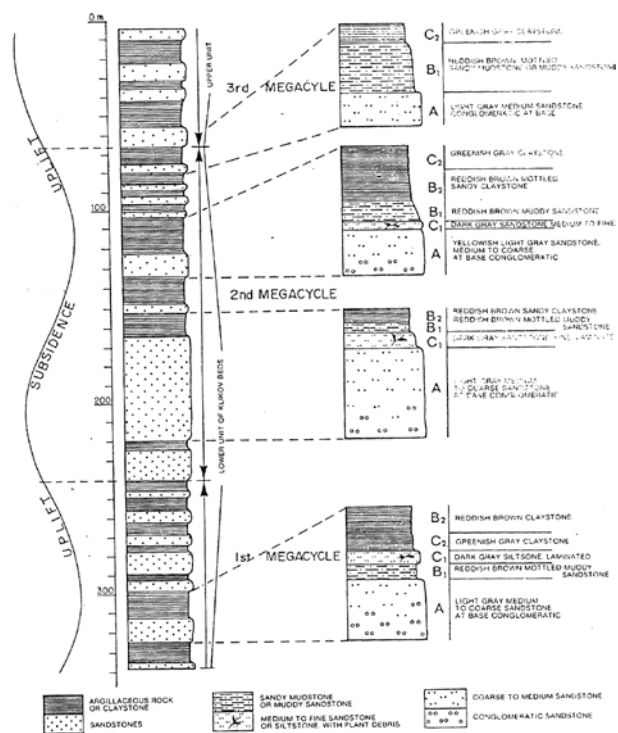 0 m
100
200
300
UPLIFT
SUBSIDENCE
UPLIFT
UPPER UNIT
LOWER UNIT OF KLIKOV BEDS
3rd MEGACYLE
2nd MEGACYCLE
1st MEGACYCLE
C2 GREENISH GRAY CLAYSTONE
B1 REDDISH BROWN MOTTLED
SANDY MUDSTONE OR MUDDY SANDSTONE
A LIGHT GRAY MEDIUM SANDSTONE
CONGLOMERATIC AT BASE
C2 GREENISH GRAY CLAYSTONE
B2 REDDISH BROWN MOTTLED
SANDY CLAYSTONE
B1 REDDISH BROWN MUDDY SANDSTONE
C1 DARK GRAY SANDSTONE, MEDIUM TO FINE
A YELLOWISH LIGHT GRAY SANDSTONE,
MEDIUM TO COARSE,
AT BASE CONGLOMERATIC
B2 REDDISH BROWN SANDY CLAYSTONE
B1 REDDISH BROWN MOTTLED MUDDY
SANDSTONE
C1 DARK GRAY SANDSTONE FINE LAMINATED
A LIGHT GRAY MEDIUM
TO COARSE SANDSTONE
AT BASE CONGLOMERATIC
B2 REDDISH BROWN CLAYSTONE
C2 GREENISH GRAY CLAYSTONE
C1 DARK GRAY SILTSONE, LAMINATED
B1 REDDISH BROWN MOTTLED MUDDY
SANDSTONE
A LIGHT GRAY MEDIUM
TO COARSE SANDSTONE
AT BASE CONGLOMERATIC
ARGILLACEOUS ROCK
OR CLAYSTONE
SANDSTONES
SANDY MUDSTONE
OR MUDDY SANDSTONE
MEDIUM TO FINE SANDSTONE
OR SILTSTONE WITH PLANT DEBRIS
COARSE TO MEDIUM SANDSTONE
CONGLOMERATIC SANDSTONE